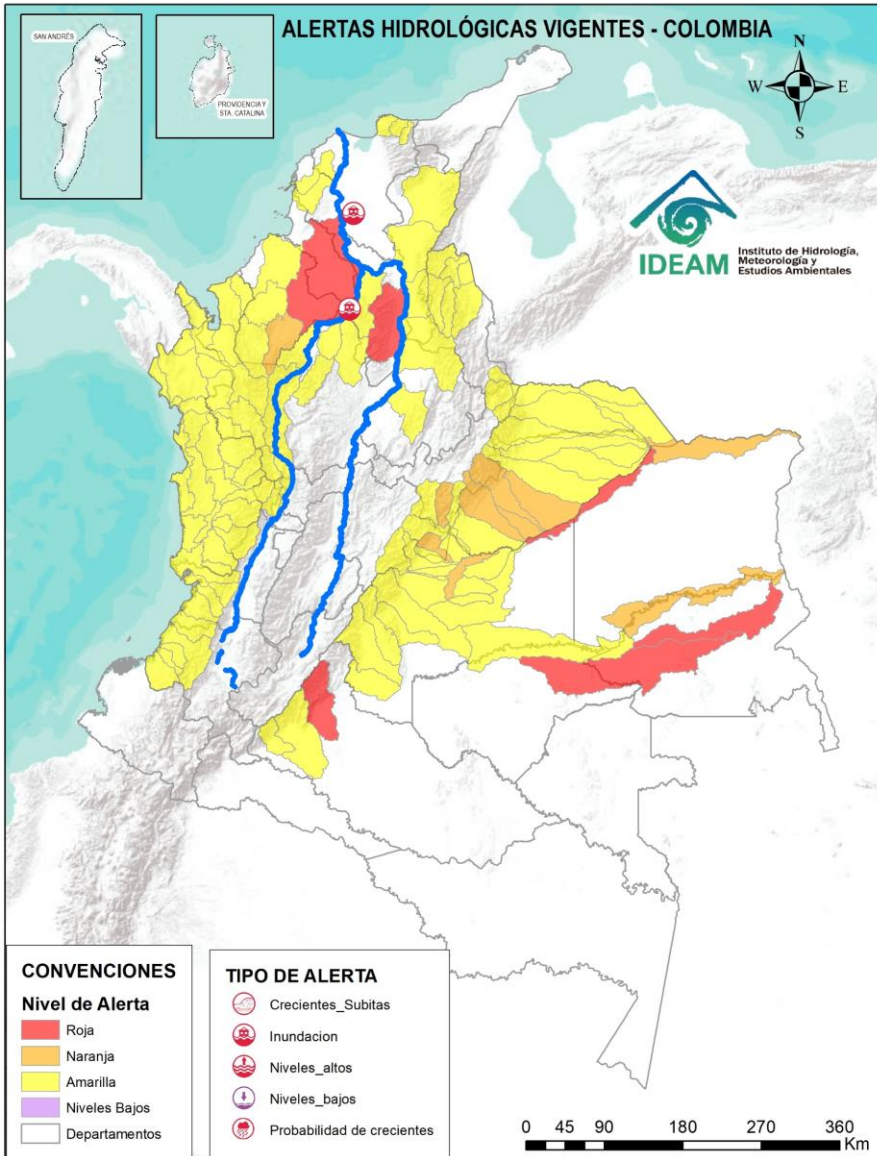 ALERTAS HIDROLÓGICAS VIGENTES - COLOMBIA
SAN ANDRÉS
PROVIDENCIA Y
STA. CATALINA
N
W
E
S
IDEAM
Instituto de Hidrología,
Meteorología y
Estudios Ambientales
CONVENCIONES
Nivel de Alerta
Roja
Naranja
Amarilla
Niveles Bajos
Departamentos
TIPO DE ALERTA
Crecientes_Subitas
Inundacion
Niveles_altos
Niveles_bajos
Probabilidad de crecientes
0 45 90 180 270 360
Km